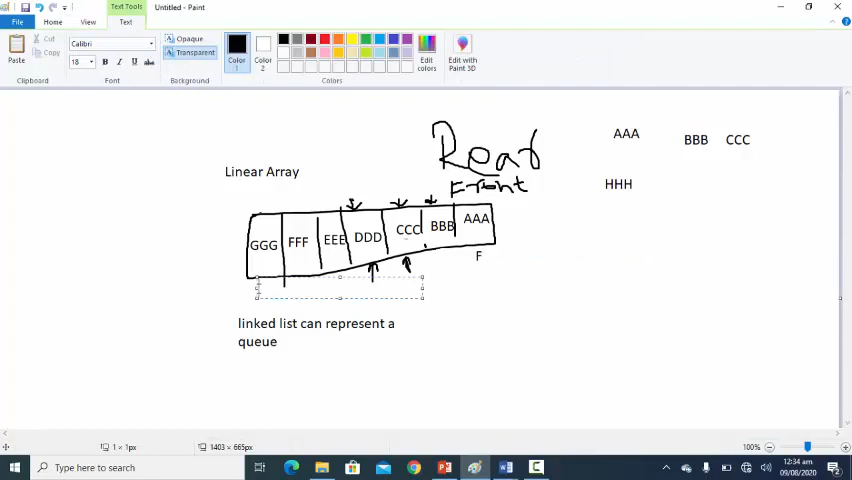 Text Tools
Untitled - Paint
File
Home
View
Text
Paste
Cut
Copy
Clipboard
Calibri
18
B I U abc
Font
Opaque
Transparent
Background
Color 1
Color 2
Colors
Edit colors
Edit with Paint 3D
AAA
BBB CCC
Rear
Linear Array
Front
HHH
GGG FFF EEE DDD CCC BBB AAA
F
linked list can represent a
queue
1 × 1px
1403 × 665px
100%
Type here to search
12:34 am
09/08/2020
2